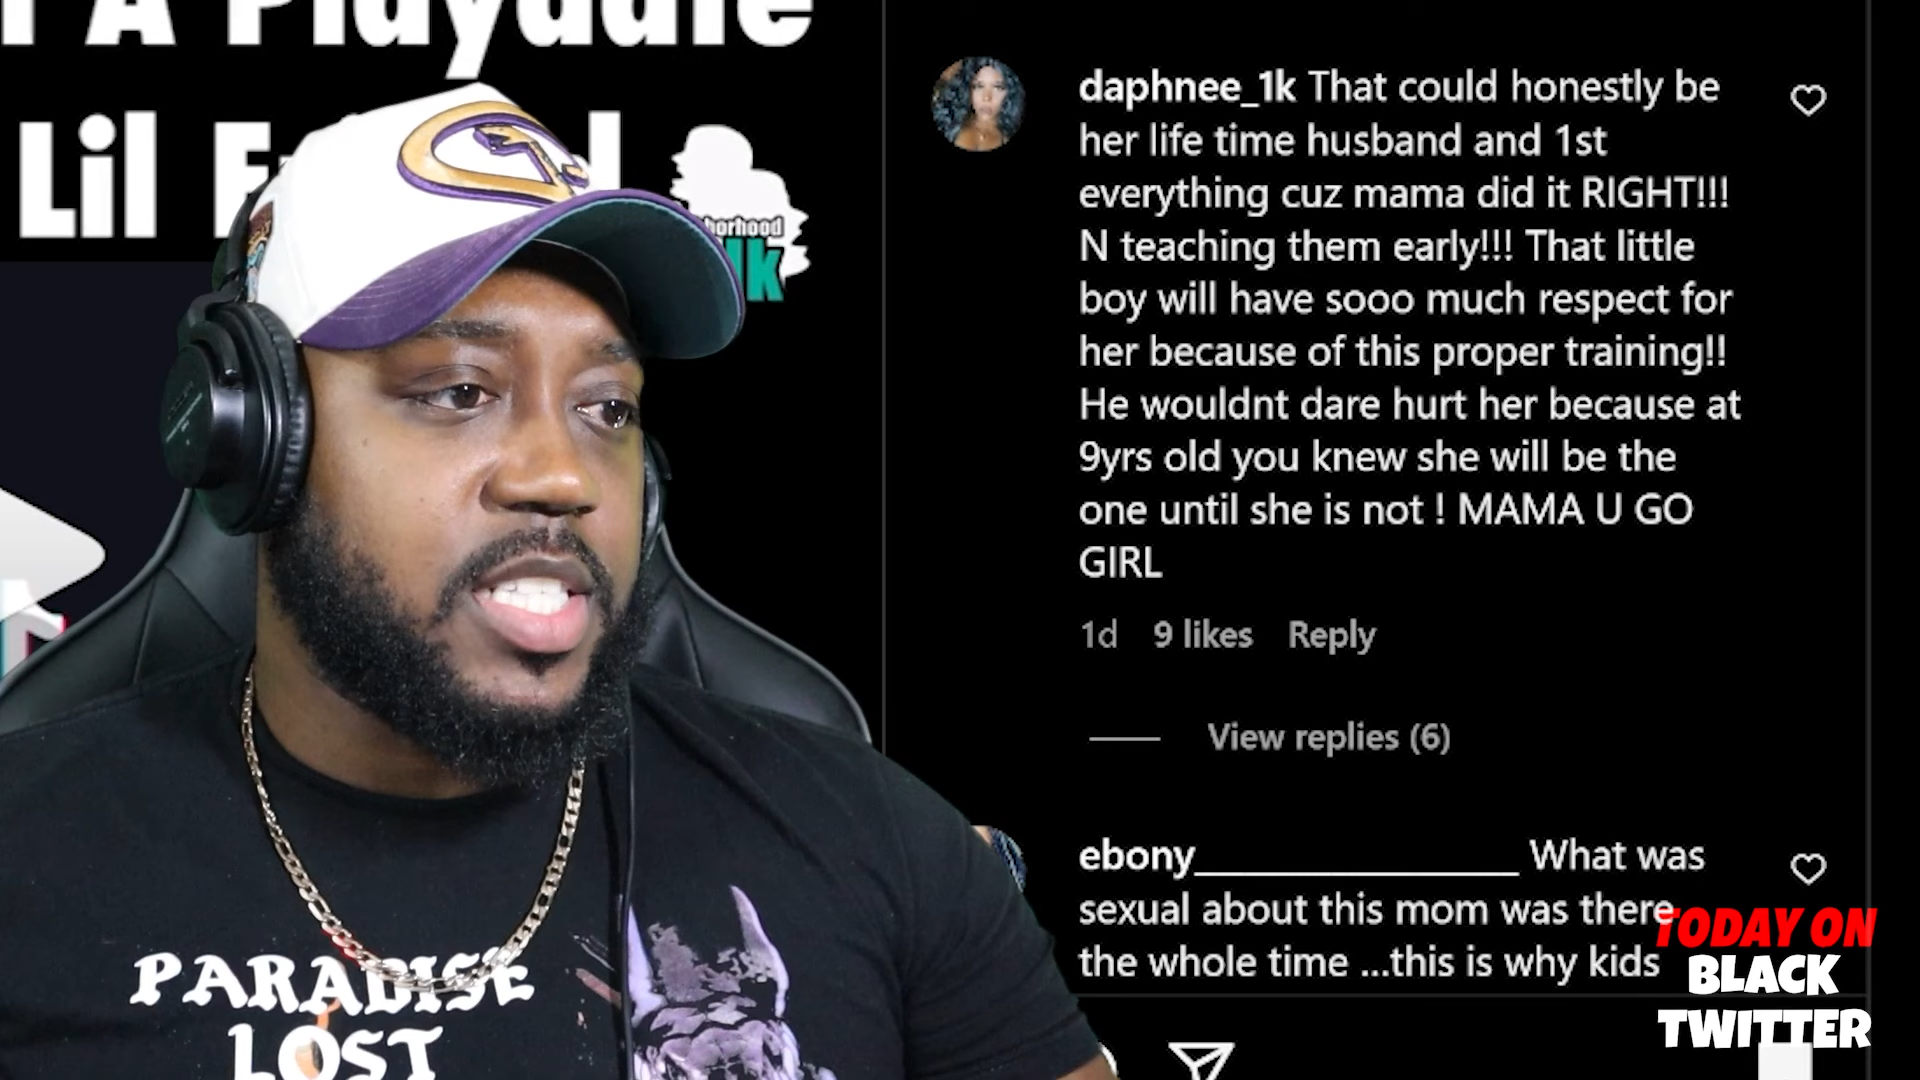 A Playdate
Lil
borhood
lk
daphnee_1k That could honestly be
her life time husband and 1st
everything cuz mama did it RIGHT!!!
N teaching them early!!! That little
boy will have sooo much respect for
her because of this proper training!!
He wouldnt dare hurt her because at
9yrs old you knew she will be the
one until she is not ! MAMA U GO
GIRL
1d 9 likes Reply
View replies (6)
ebony__________________ What was
sexual about this mom was there
the whole time ...this is why kids
TODAY ON
BLACK
TWITTER
PARADISE
LOST